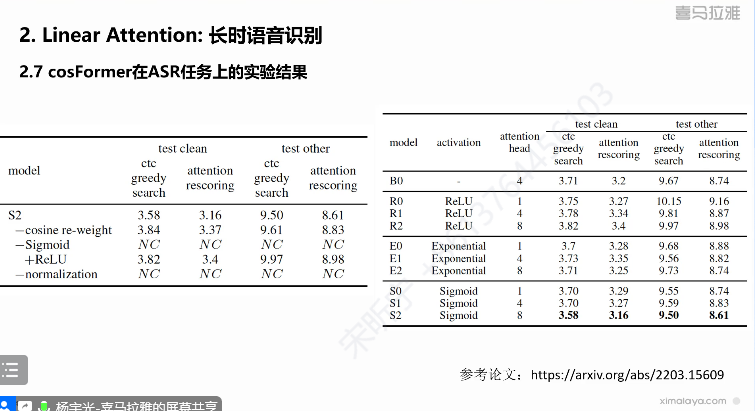 喜马拉雅
2. Linear Attention: 长时语音识别
2.7 cosFormer在ASR任务上的实验结果
test clean test other
model ctc greedy search attention rescoring ctc greedy search attention rescoring
S2 3.58 3.16 9.50 8.61
−cosine re-weight 3.84 3.37 9.61 8.83
−Sigmoid NC NC NC NC
+ReLU 3.82 3.4 9.97 8.98
−normalization NC NC NC NC
test clean test other
model activation attention head ctc greedy search attention rescoring ctc greedy search attention rescoring
B0 - 4 3.71 3.2 9.67 8.74
R0 ReLU 1 3.75 3.27 10.15 9.16
R1 ReLU 4 3.78 3.34 9.81 8.87
R2 ReLU 8 3.82 3.4 9.97 8.98
E0 Exponential 1 3.7 3.28 9.68 8.88
E1 Exponential 4 3.73 3.35 9.56 8.82
E2 Exponential 8 3.71 3.25 9.73 8.74
S0 Sigmoid 1 3.70 3.29 9.55 8.74
S1 Sigmoid 4 3.70 3.27 9.59 8.83
S2 Sigmoid 8 3.58 3.16 9.50 8.61
参考论文：https://arxiv.org/abs/2203.15609
杨宇光-喜马拉雅的屏幕共享
ximalaya.com